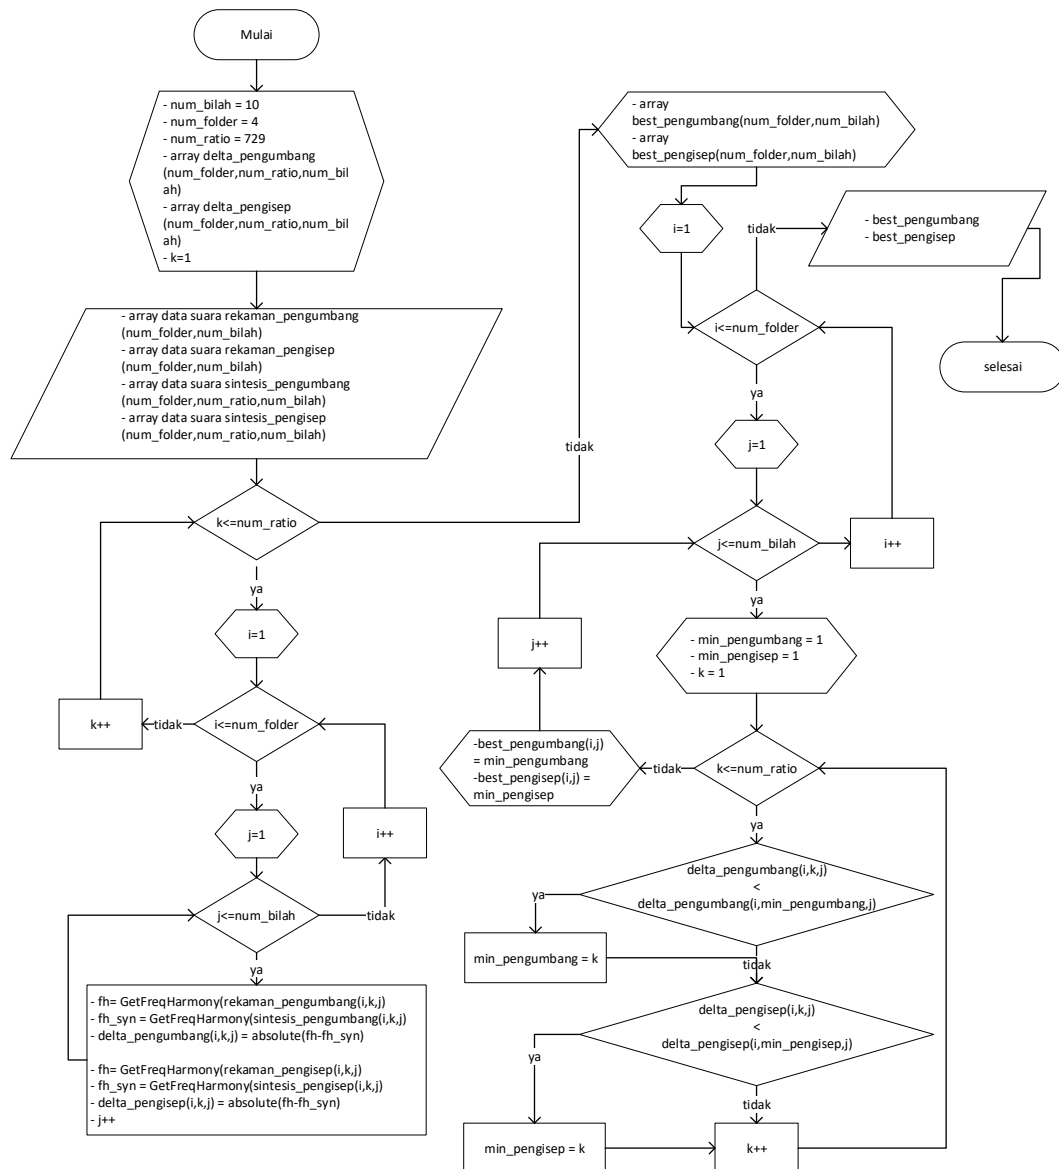 Mulai
- num_bilah = 10
- num_folder = 4
- num_ratio = 729
- array delta_pengumbang
(num_folder,num_ratio,num_bil
ah)
- array delta_pengisep
(num_folder,num_ratio,num_bil
ah)
- k=1
- array data suara rekaman_pengumbang
(num_folder,num_bilah)
- array data suara rekaman_pengisep
(num_folder,num_bilah)
- array data suara sintesis_pengumbang
(num_folder,num_ratio,num_bilah)
- array data suara sintesis_pengisep
(num_folder,num_ratio,num_bilah)
k<=num_ratio
tidak
ya
i=1
i<=num_folder
tidak
k++
ya
j=1
i++
j<=num_bilah
tidak
ya
- fh= GetFreqHarmony(rekaman_pengumbang(i,k,j)
- fh_syn = GetFreqHarmony(sintesis_pengumbang(i,k,j)
- delta_pengumbang(i,k,j) = absolute(fh-fh_syn)
- fh= GetFreqHarmony(rekaman_pengisep(i,k,j)
- fh_syn = GetFreqHarmony(sintesis_pengisep(i,k,j)
- delta_pengisep(i,k,j) = absolute(fh-fh_syn)
- j++
- array
best_pengumbang(num_folder,num_bilah)
- array
best_pengisep(num_folder,num_bilah)
i=1
tidak
- best_pengumbang
- best_pengisep
i<=num_folder
selesai
ya
j=1
j<=num_bilah
i++
ya
j++
- min_pengumbang = 1
- min_pengisep = 1
- k = 1
-best_pengumbang(i,j)
= min_pengumbang
-best_pengisep(i,j) =
min_pengisep
tidak
k<=num_ratio
ya
delta_pengumbang(i,k,j)
<
delta_pengumbang(i,min_pengumbang,j)
ya
min_pengumbang = k
tidak
delta_pengisep(i,k,j)
<
delta_pengisep(i,min_pengisep,j)
ya
tidak
min_pengisep = k
k++